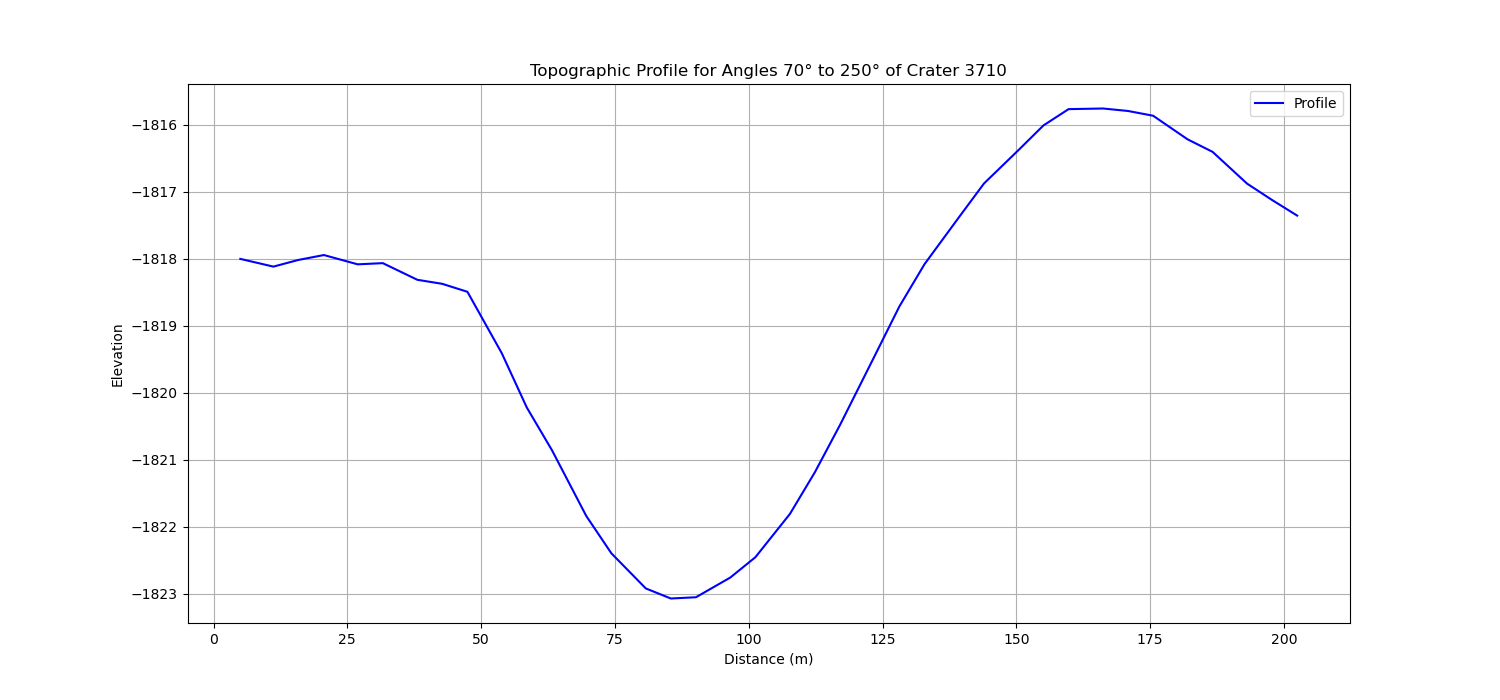 Topographic Profile for Angles 70° to 250° of Crater 3710
Profile
−1816
−1817
−1818
−1819
−1820
−1821
−1822
−1823
Elevation
0 25 50 75 100 125 150 175 200
Distance (m)